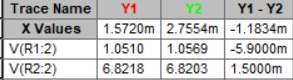 Trace Name Y1 Y2 Y1 - Y2
X Values 1.5720m 2.7554m -1.1834m
V(R1:2) 1.0510 1.0569 -5.9000m
V(R2:2) 6.8218 6.8203 1.5000m